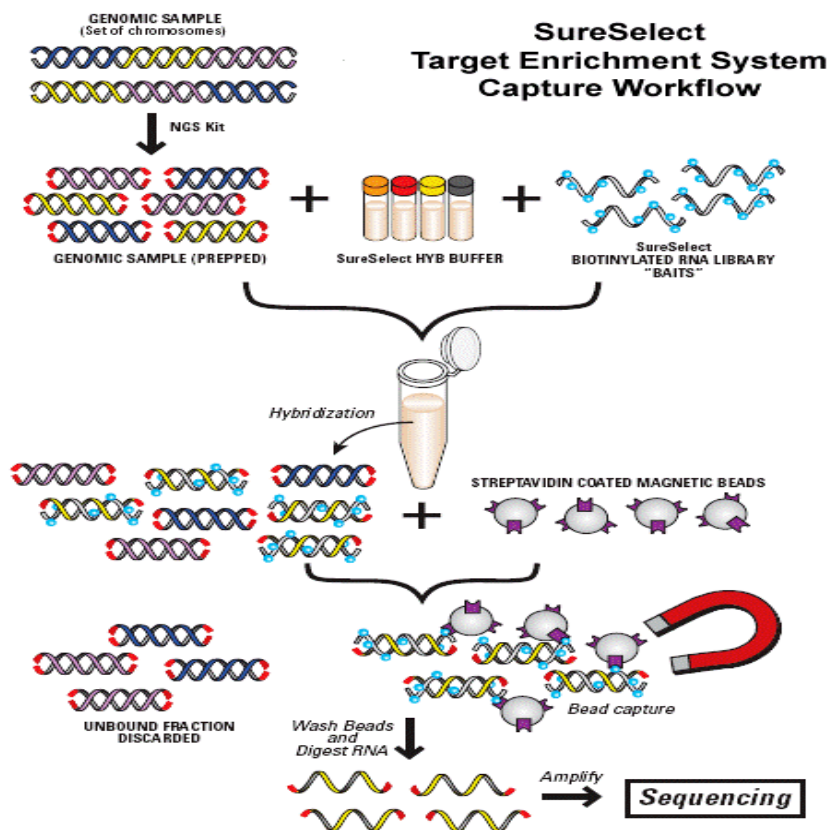 GENOMIC SAMPLE
(Set of chromosomes)
SureSelect
Target Enrichment System
Capture Workflow
NGS Kit
GENOMIC SAMPLE (PREPPED)
SureSelect HYB BUFFER
SureSelect
BIOTINYLATED RNA LIBRARY
"BAITS"
Hybridization
STREPTAVIDIN COATED MAGNETIC BEADS
UNBOUND FRACTION
DISCARDED
Bead capture
Wash Beads
and
Digest RNA
Amplify
Sequencing